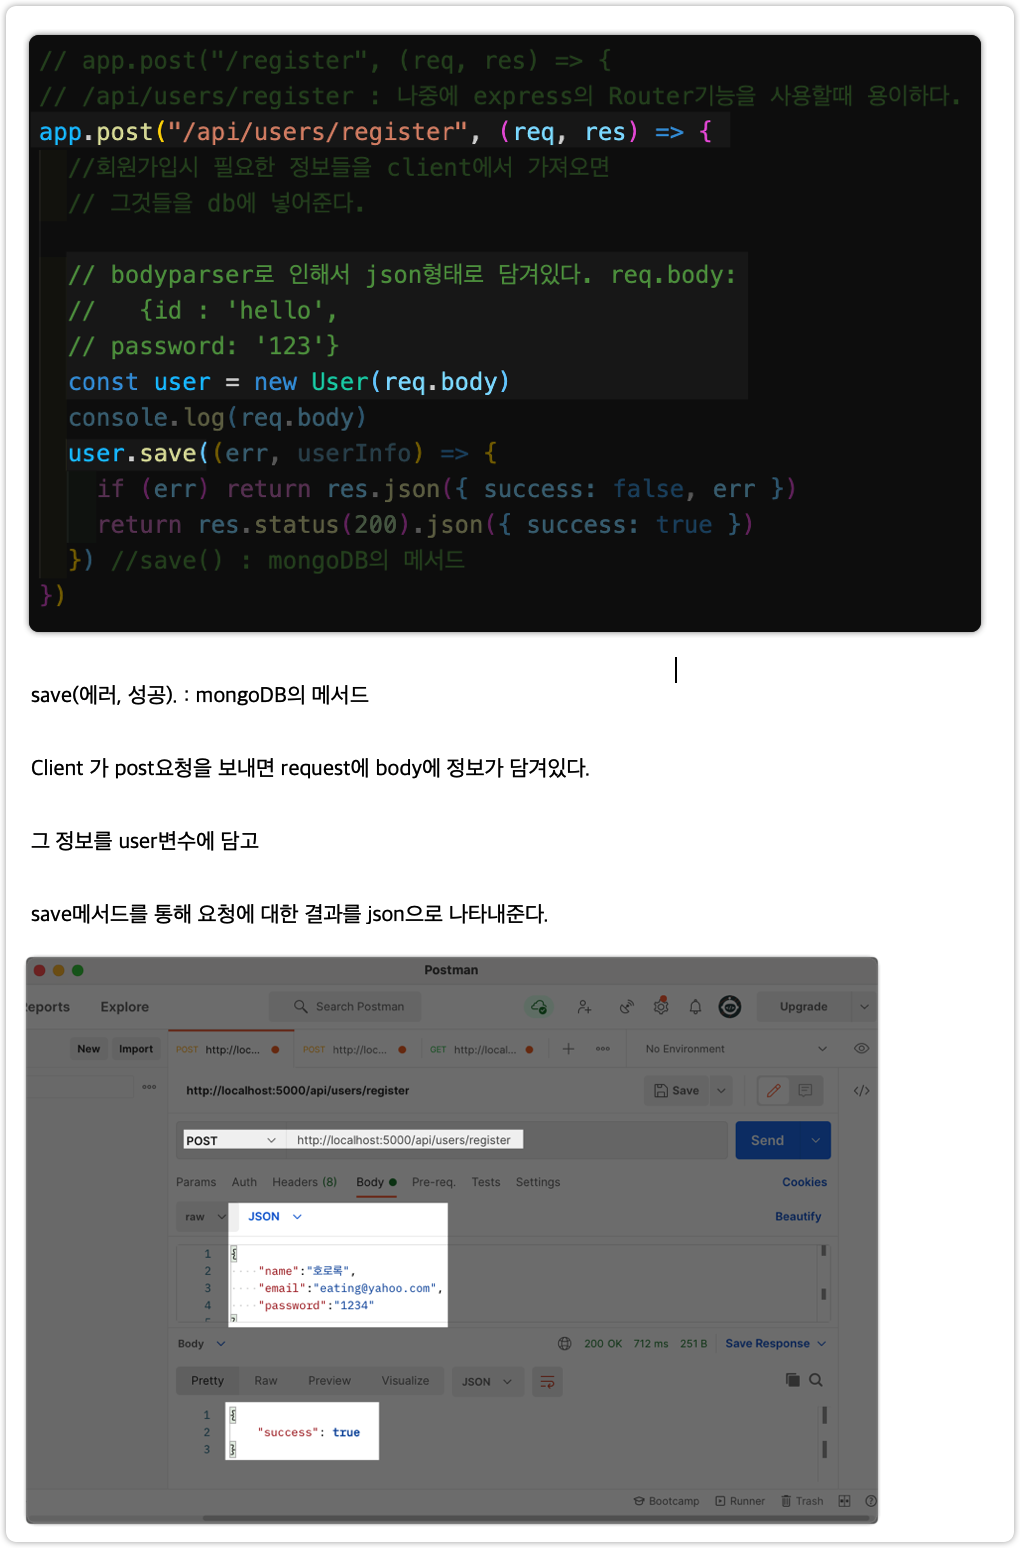 // app.post("/register", (req, res) => {
// /api/users/register : 나중에 express의 Router기능을 사용할때 용이하다.
app.post("/api/users/register", (req, res) => {
//회원가입시 필요한 정보들을 client에서 가져오면
// 그것들을 db에 넣어준다.
// bodyparser로 인해서 json형태로 담겨있다. req.body:
//   {id : 'hello',
// password: '123'}
const user = new User(req.body)
console.log(req.body)
user.save((err, userInfo) => {
if (err) return res.json({ success: false, err })
return res.status(200).json({ success: true })
}) //save() : mongoDB의 메서드
})
save(에러, 성공). : mongoDB의 메서드
Client 가 post요청을 보내면 request에 body에 정보가 담겨있다.
그 정보를 user변수에 담고
save메서드를 통해 요청에 대한 결과를 json으로 나타내준다.
Postman
eports Explore Search Postman Upgrade
New Import POST http://loc... POST http://loc... GET http://local... No Environment
http://localhost:5000/api/users/register Save
POST http://localhost:5000/api/users/register Send
Params Auth Headers (8) Body Pre-req. Tests Settings Cookies
raw JSON Beautify
1 {
2 "name":"호로록",
3 "email":"eating@yahoo.com",
4 "password":"1234"
5 }
Body 200 OK 712 ms 251 B Save Response
Pretty Raw Preview Visualize JSON
1 {
2 "success": true
3 }
Bootcamp Runner Trash